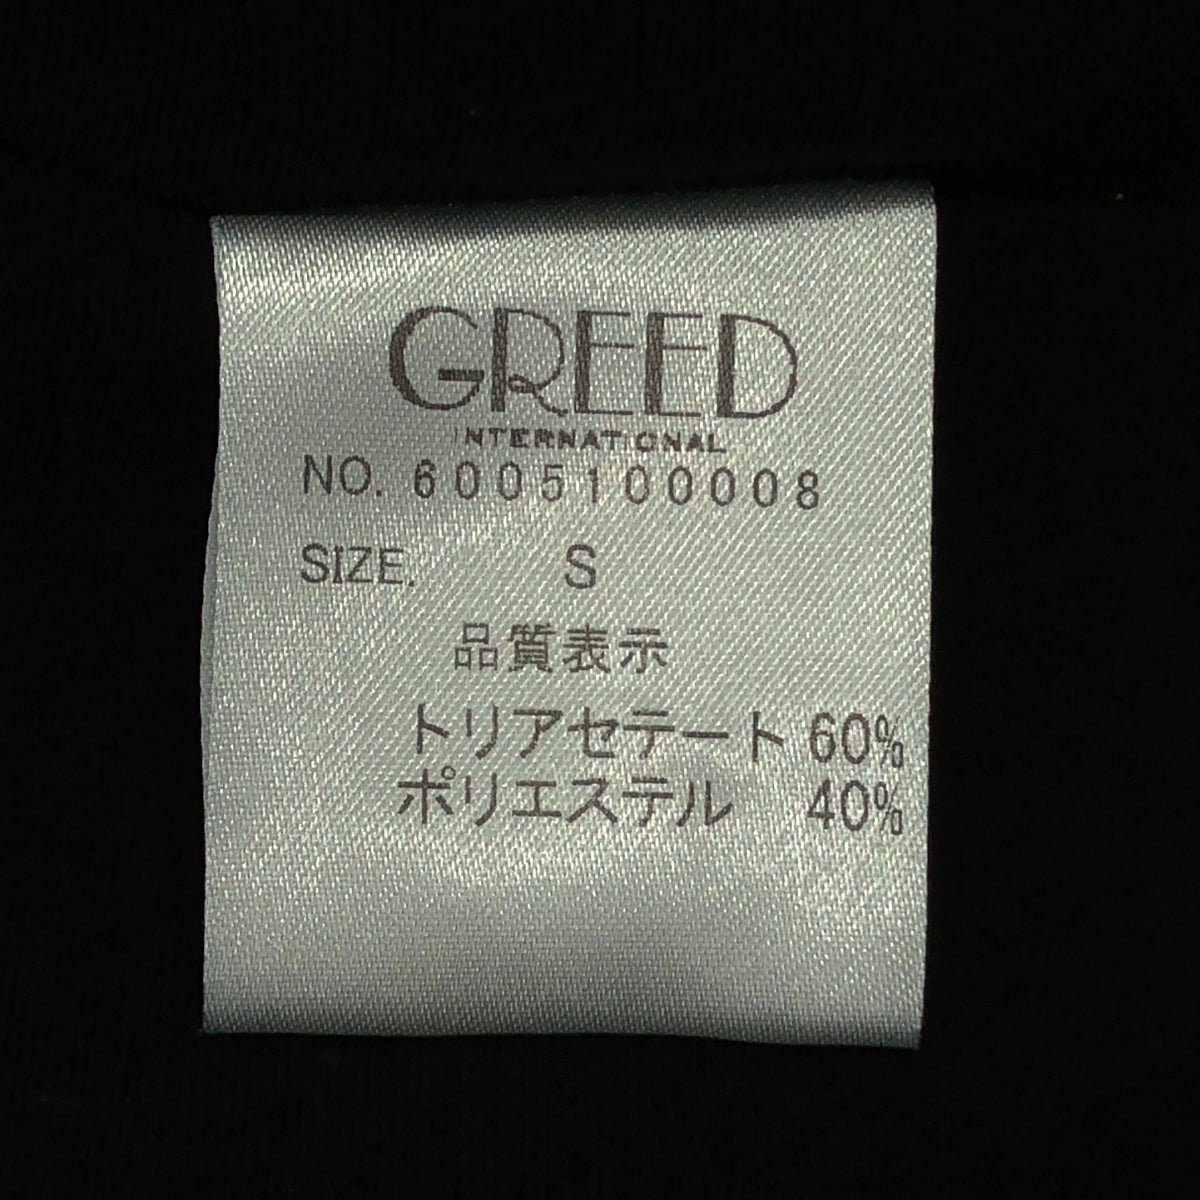 GREED
INTERNATIONAL
NO. 6005100008
SIZE. S
品質表示
トリアセテート 60%
ポリエステル 40%